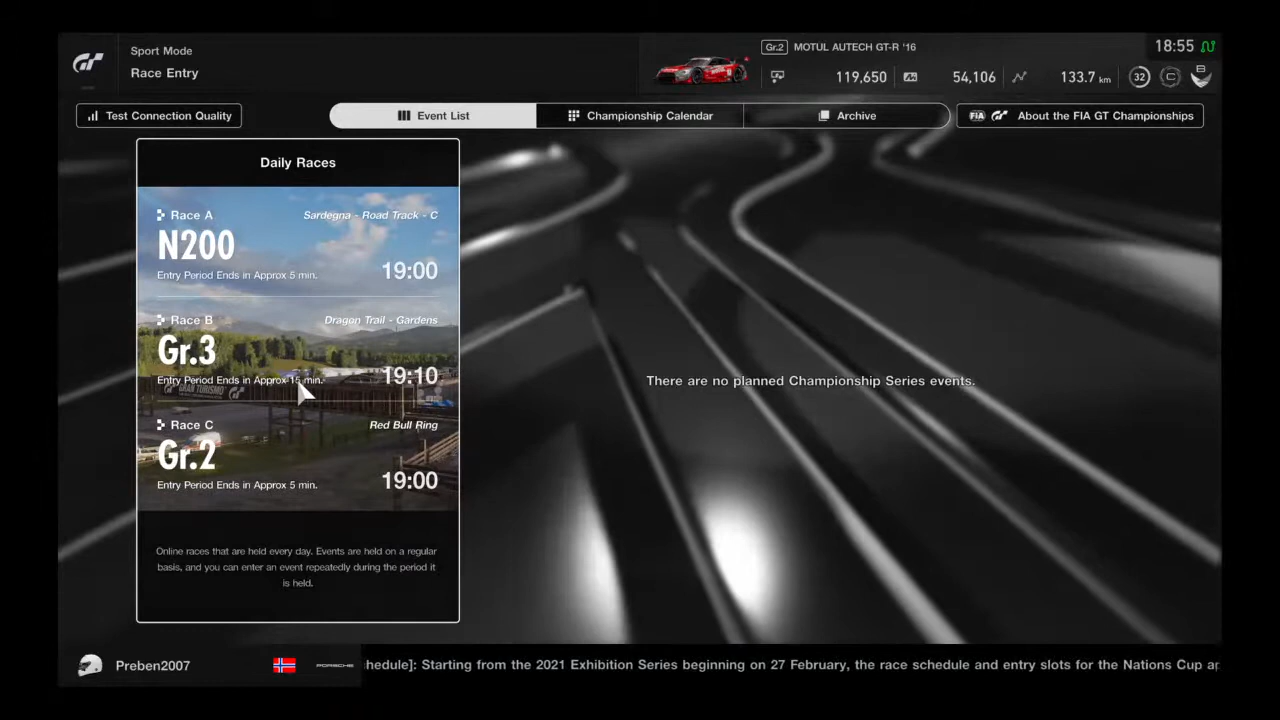 Sport Mode
Race Entry
Gr.2 MOTUL AUTECH GT-R '16
119,650 54,106 133.7 km 32 C
18:55
Test Connection Quality
Event List
Championship Calendar
Archive
FIA GT About the FIA GT Championships
Daily Races
Race A Sardegna - Road Track - C
N200
Entry Period Ends in Approx 5 min. 19:00
Race B Dragon Trail - Gardens
Gr.3
Entry Period Ends in Approx 15 min. 19:10
GRAN TURISMO
Race C Red Bull Ring
Gr.2
Entry Period Ends in Approx 5 min. 19:00
Online races that are held every day. Events are held on a regular
basis, and you can enter an event repeatedly during the period it
is held.
There are no planned Championship Series events.
Preben2007
PORSCHE
hedule]: Starting from the 2021 Exhibition Series beginning on 27 February, the race schedule and entry slots for the Nations Cup ap